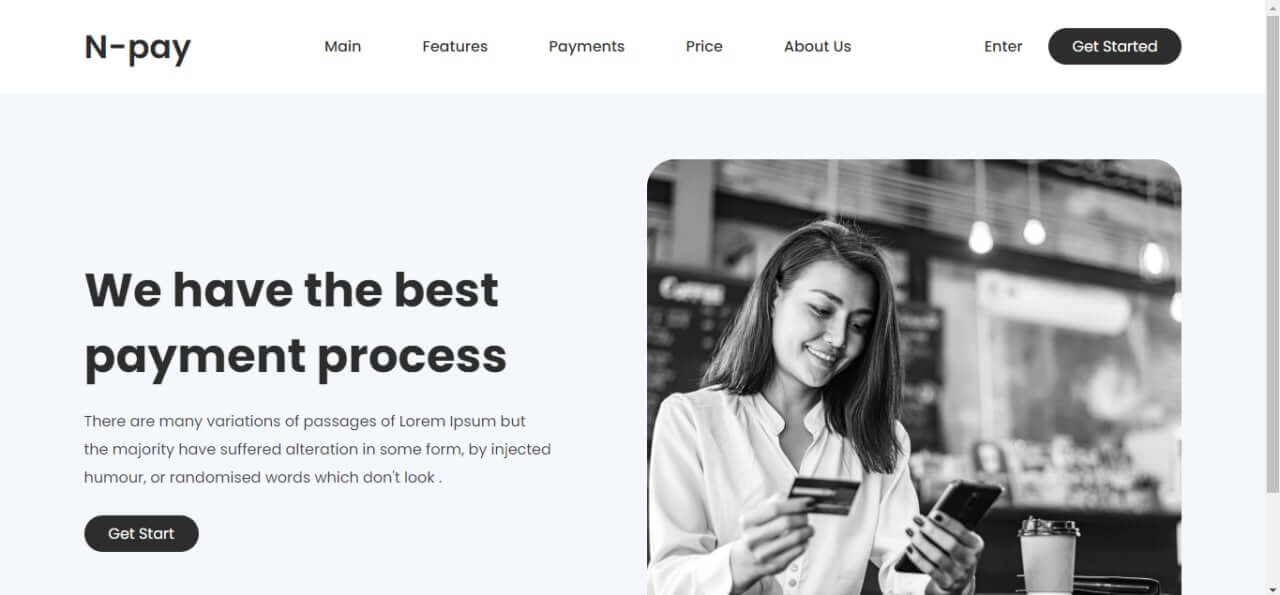 N-pay
Main
Features
Payments
Price
About Us
Enter
Get Started
We have the best
payment process
There are many variations of passages of Lorem Ipsum but
the majority have suffered alteration in some form, by injected
humour, or randomised words which don't look .
Get Start
Coffee